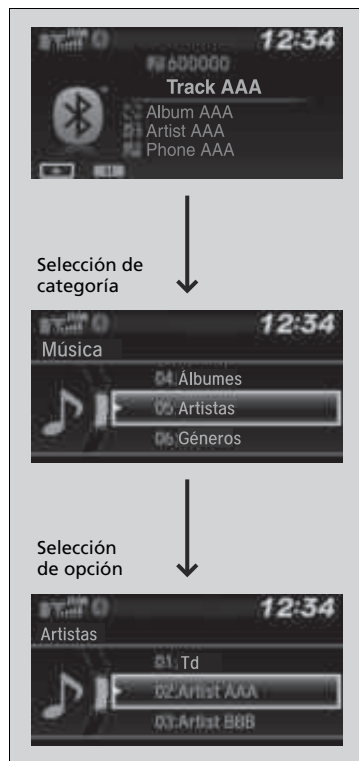 12:34
600000
Track AAA
Album AAA
Artist AAA
Phone AAA
Selección de
categoría
12:34
Música
04 Álbumes
05 Artistas
06 Géneros
Selección
de opción
12:34
Artistas
01. Td
02.Artist AAA
03.Artist BBB